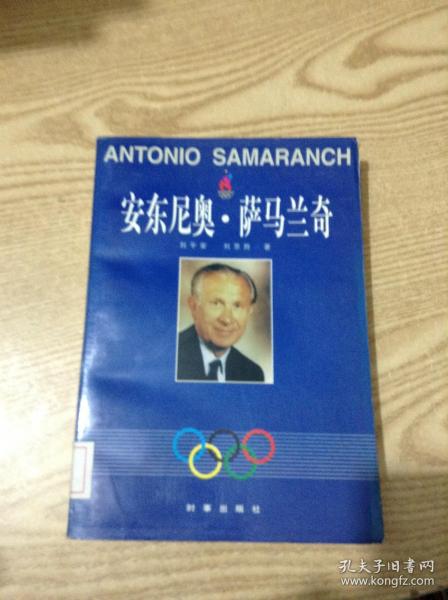 ANTONIO SAMARANCH
安东尼奥·萨马兰奇
著
时事出版社
孔夫子旧书网
www.kongfz.com